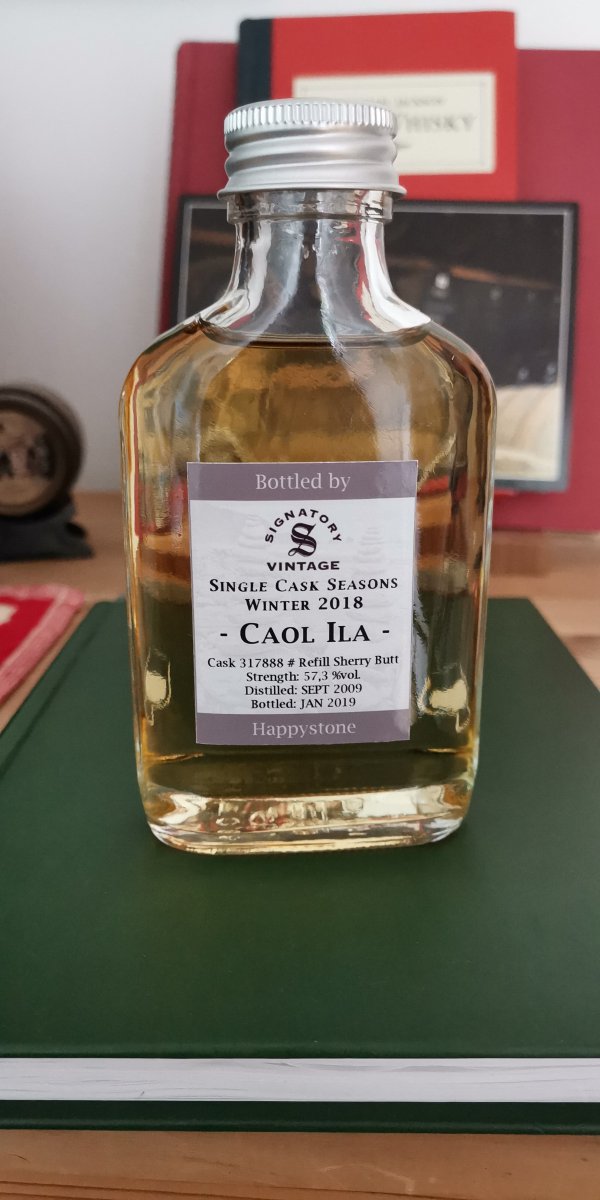 WHISKY
Bottled by
SIGNATORY
S
VINTAGE
Single Cask Seasons
Winter 2018
- Caol Ila -
Cask 317888 # Refill Sherry Butt
Strength: 57,3 %vol.
Distilled: SEPT 2009
Bottled: JAN 2019
Happystone